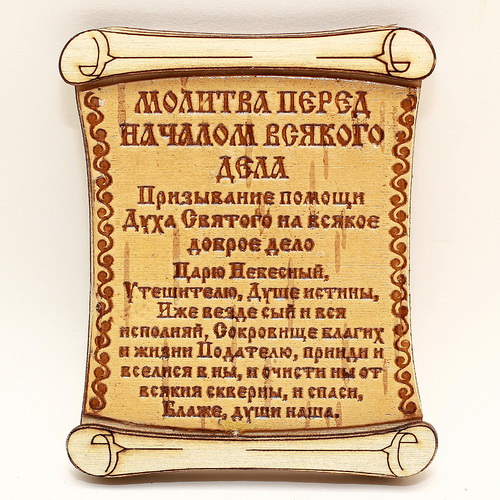 МОЛИТВА ПЕРЕД
НАЧАЛОМ ВСЯКОГО
ДЕЛА
Призывание помощи
Духа Святого на всякое
доброе дело
Царю Небесный,
Утешителю, Душе истины,
Иже везде сый и вся
исполняй, Сокровище благих
и жизни Подателю, прииди и
вселися в ны, и очисти ны от
всякия скверны, и спаси,
Блаже, души наша.